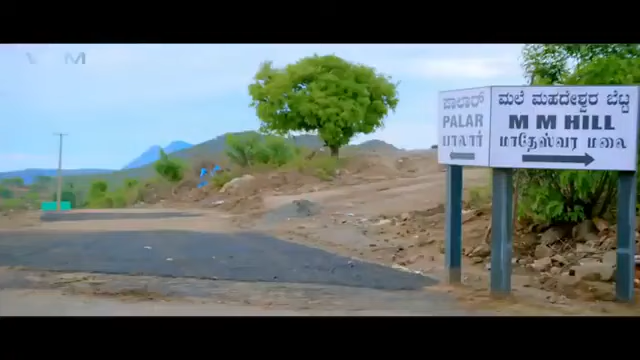 ಪಾಲಾರ್
PALAR
பாலார்
ಮಲೆ ಮಹದೇಶ್ವರ ಬೆಟ್ಟ
M M HILL
மாதேஸ்வர மலை